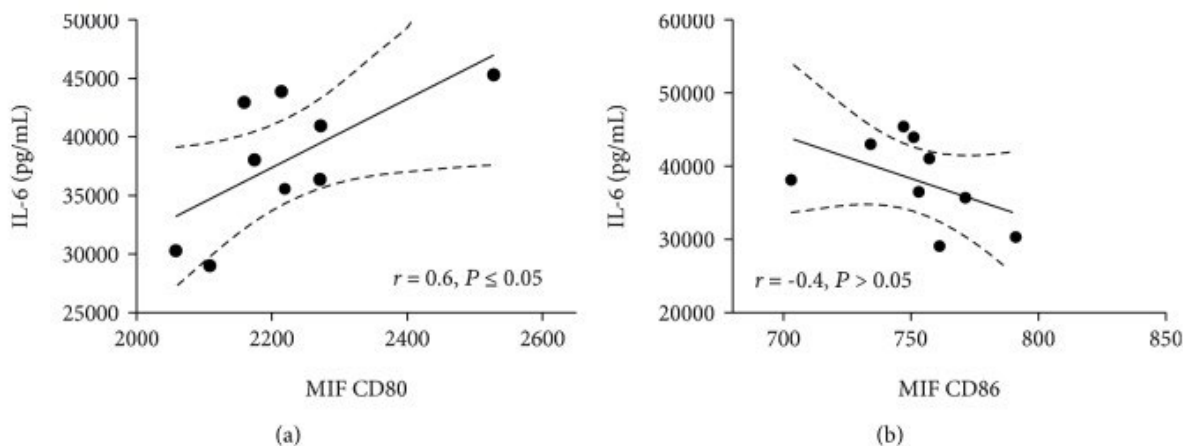 50000
45000
40000
35000
30000
25000
IL-6 (pg/mL)
2000 2200 2400 2600
MIF CD80
r = 0.6, P ≤ 0.05
(a)
60000
50000
40000
30000
20000
IL-6 (pg/mL)
700 750 800 850
MIF CD86
r = -0.4, P > 0.05
(b)